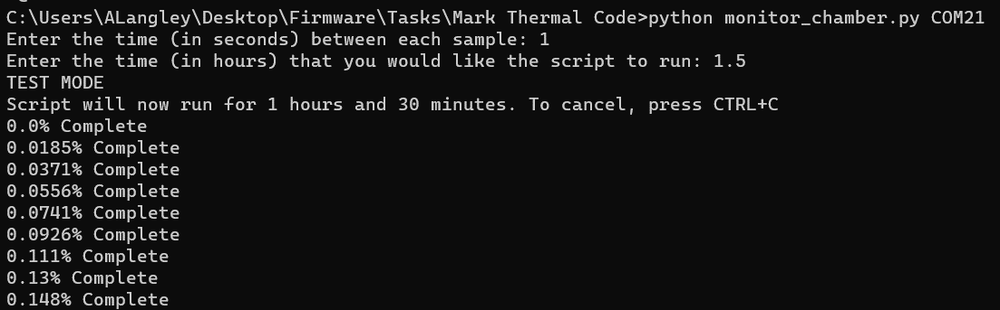 C:\Users\ALangley\Desktop\Firmware\Tasks\Mark Thermal Code>python monitor_chamber.py COM21
Enter the time (in seconds) between each sample: 1
Enter the time (in hours) that you would like the script to run: 1.5
TEST MODE
Script will now run for 1 hours and 30 minutes. To cancel, press CTRL+C
0.0% Complete
0.0185% Complete
0.0371% Complete
0.0556% Complete
0.0741% Complete
0.0926% Complete
0.111% Complete
0.13% Complete
0.148% Complete